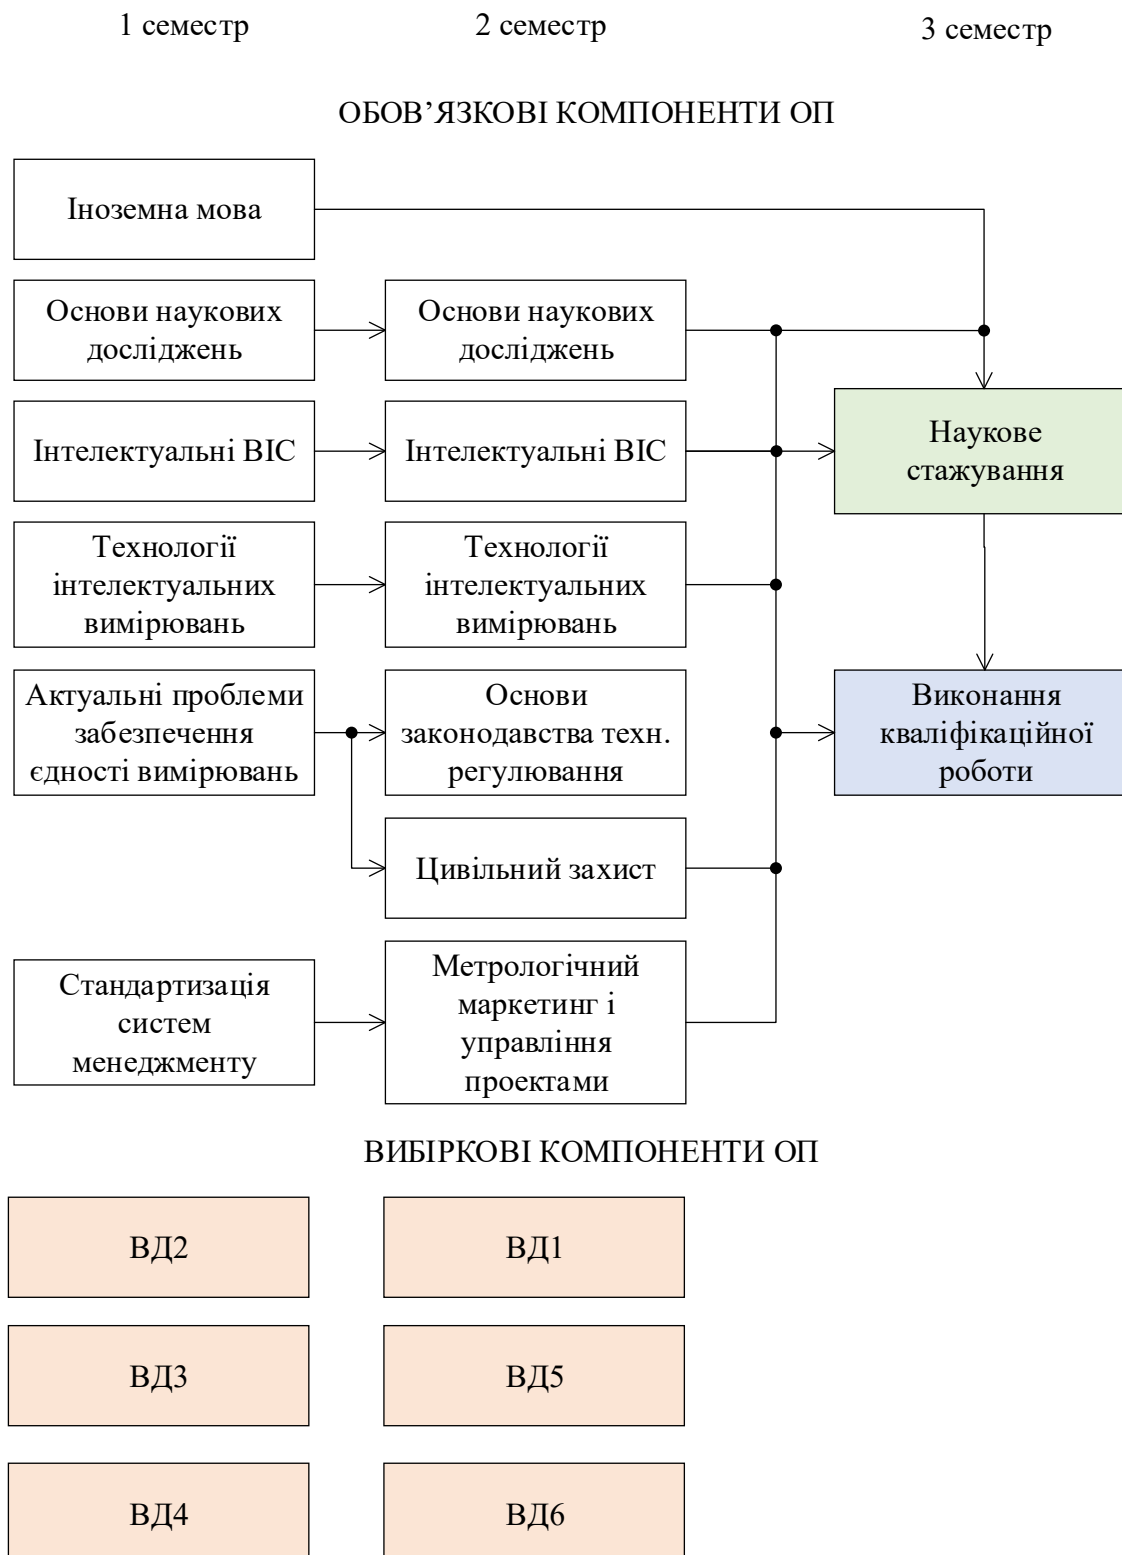 1 семестр
2 семестр
3 семестр
ОБОВ’ЯЗКОВІ КОМПОНЕНТИ ОП
Іноземна мова
Основи наукових
досліджень
Основи наукових
досліджень
Інтелектуальні ВІС
Інтелектуальні ВІС
Наукове
стажування
Технології
інтелектуальних
вимірювань
Технології
інтелектуальних
вимірювань
Актуальні проблеми
забезпечення
єдності вимірювань
Основи
законодавства техн.
регулювання
Виконання
кваліфікаційної
роботи
Цивільний захист
Стандартизація
систем
менеджменту
Метрологічний
маркетинг і
управління
проектами
ВИБІРКОВІ КОМПОНЕНТИ ОП
ВД2
ВД1
ВД3
ВД5
ВД4
ВД6